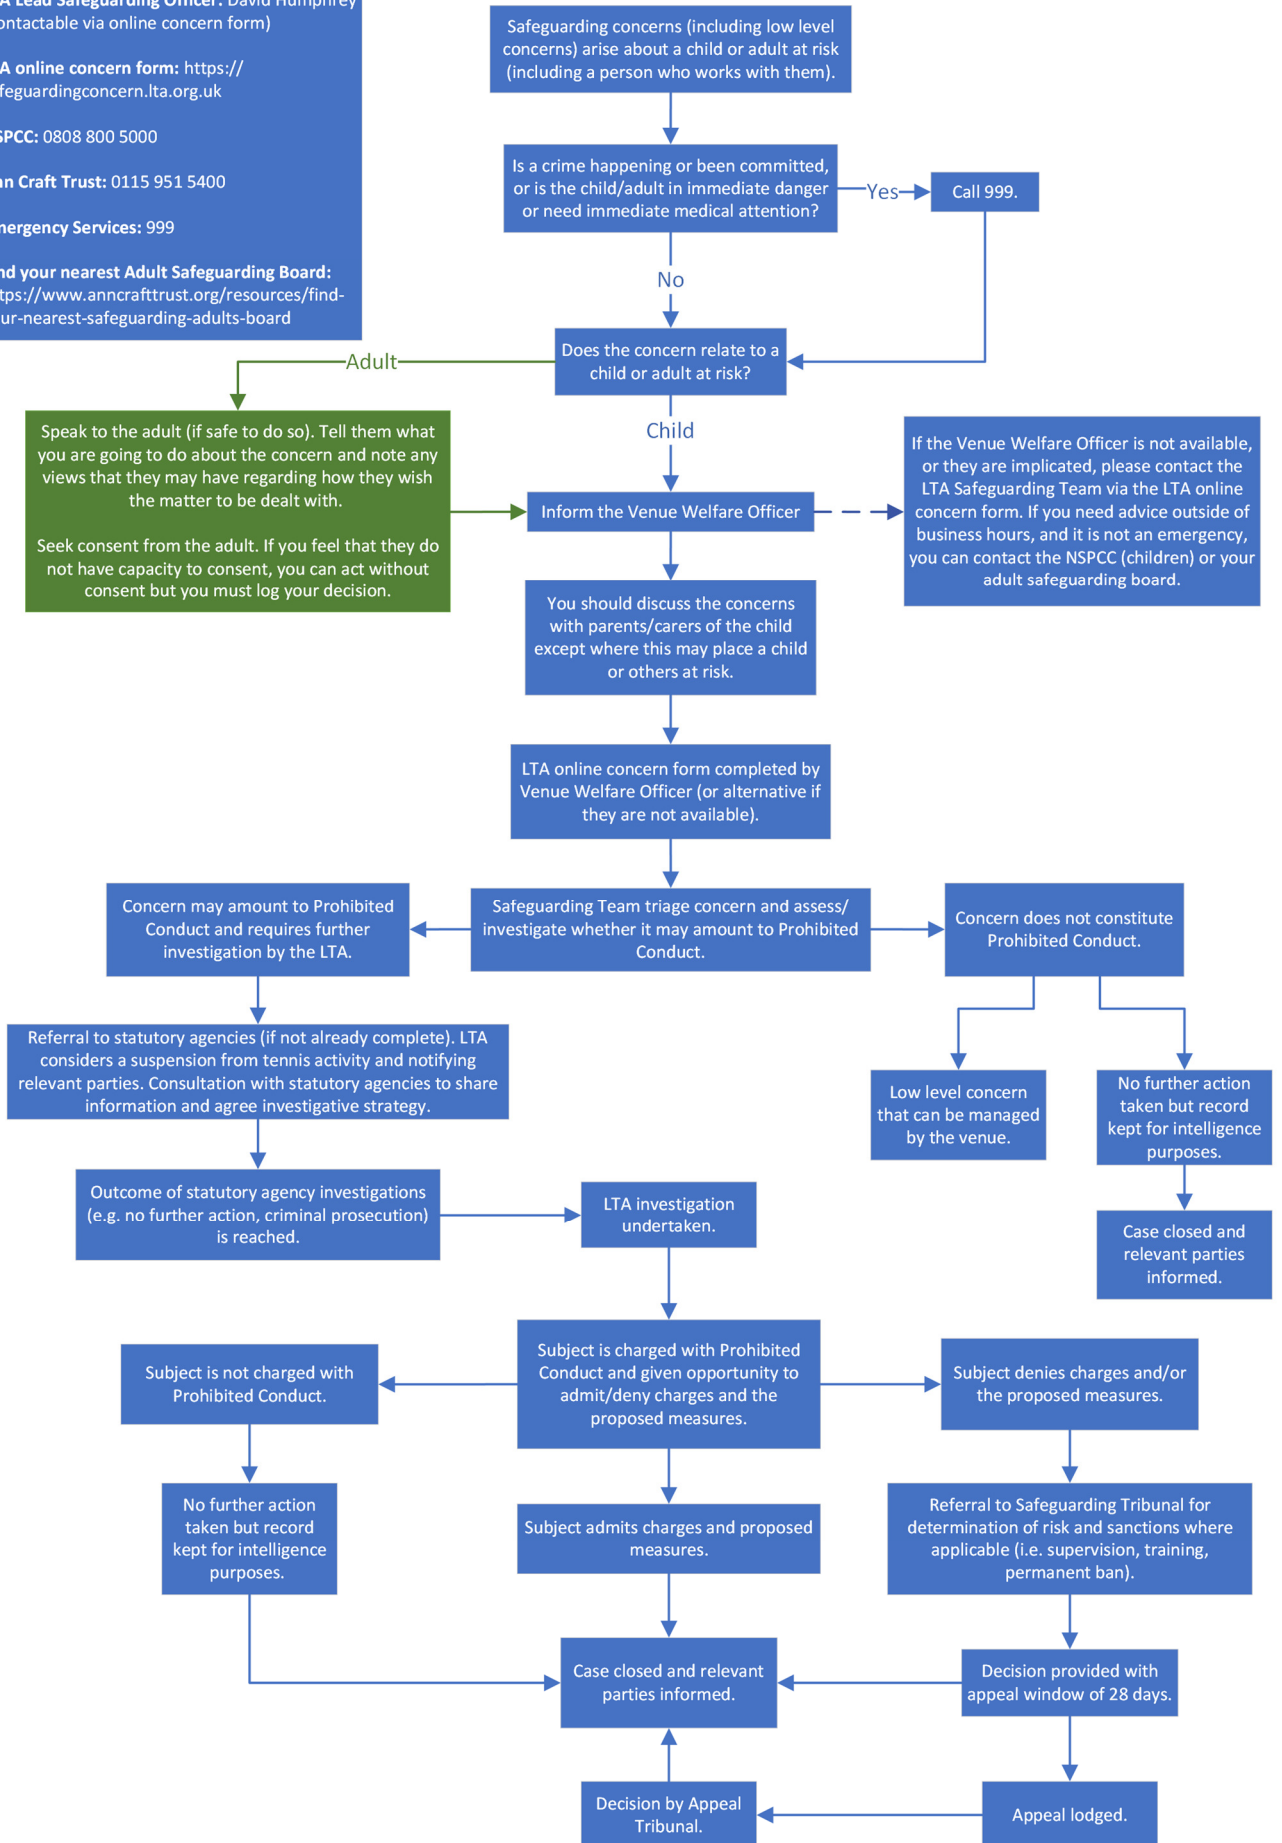 A Lead Safeguarding Officer: David Humphrey
ontactable via online concern form)
A online concern form: https://
feguardingconcern.lta.org.uk
SPCC: 0808 800 5000
nn Craft Trust: 0115 951 5400
mergency Services: 999
nd your nearest Adult Safeguarding Board:
tps://www.anncrafttrust.org/resources/find-
ur-nearest-safeguarding-adults-board
Safeguarding concerns (including low level
concerns) arise about a child or adult at risk
(including a person who works with them).
Is a crime happening or been committed,
or is the child/adult in immediate danger
or need immediate medical attention?
Yes
Call 999.
No
Does the concern relate to a
child or adult at risk?
Adult
Child
Speak to the adult (if safe to do so). Tell them what
you are going to do about the concern and note any
views that they may have regarding how they wish
the matter to be dealt with.
Seek consent from the adult. If you feel that they do
not have capacity to consent, you can act without
consent but you must log your decision.
Inform the Venue Welfare Officer
If the Venue Welfare Officer is not available,
or they are implicated, please contact the
LTA Safeguarding Team via the LTA online
concern form. If you need advice outside of
business hours, and it is not an emergency,
you can contact the NSPCC (children) or your
adult safeguarding board.
You should discuss the concerns
with parents/carers of the child
except where this may place a child
or others at risk.
LTA online concern form completed by
Venue Welfare Officer (or alternative if
they are not available).
Concern may amount to Prohibited
Conduct and requires further
investigation by the LTA.
Safeguarding Team triage concern and assess/
investigate whether it may amount to Prohibited
Conduct.
Concern does not constitute
Prohibited Conduct.
Referral to statutory agencies (if not already complete). LTA
considers a suspension from tennis activity and notifying
relevant parties. Consultation with statutory agencies to share
information and agree investigative strategy.
Low level concern
that can be managed
by the venue.
No further action
taken but record
kept for intelligence
purposes.
Outcome of statutory agency investigations
(e.g. no further action, criminal prosecution)
is reached.
LTA investigation
undertaken.
Case closed and
relevant parties
informed.
Subject is not charged with
Prohibited Conduct.
Subject is charged with Prohibited
Conduct and given opportunity to
admit/deny charges and the
proposed measures.
Subject denies charges and/or
the proposed measures.
No further action
taken but record
kept for intelligence
purposes.
Subject admits charges and proposed
measures.
Referral to Safeguarding Tribunal for
determination of risk and sanctions where
applicable (i.e. supervision, training,
permanent ban).
Case closed and relevant
parties informed.
Decision provided with
appeal window of 28 days.
Decision by Appeal
Tribunal.
Appeal lodged.